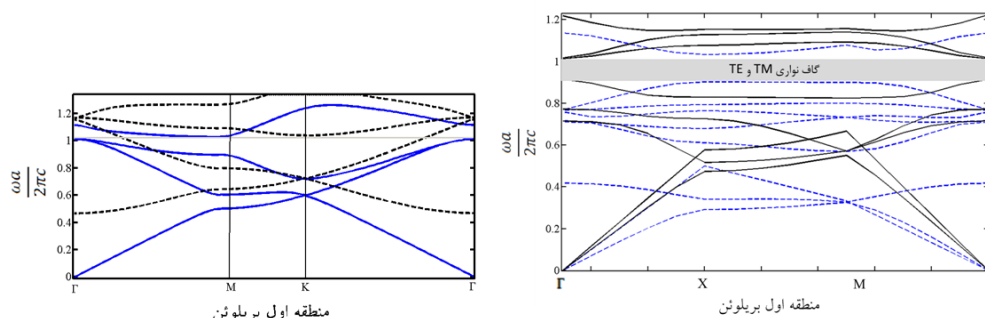 ωa
2πc
1.2
1
0.8
0.6
0.4
0.2
0
Γ
M
K
Γ
منطقه اول بریلوئن
ωa
2πc
1.2
1
0.8
0.6
0.4
0.2
0
گاف نواری TM و TE
Γ
X
M
منطقه اول بریلوئن